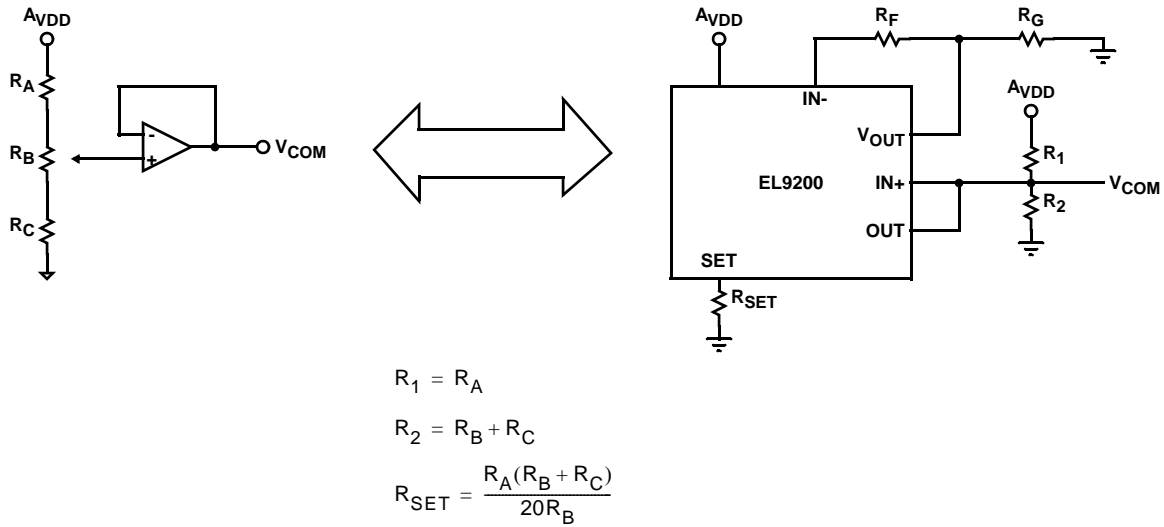 AVDD
RA
RB
RC
-
+
VCOM
AVDD
RF
RG
IN-
AVDD
VOUT
R1
EL9200
IN+
VCOM
R2
OUT
SET
RSET
R1 = RA
R2 = RB + RC
RSET = RA(RB + RC) / 20RB